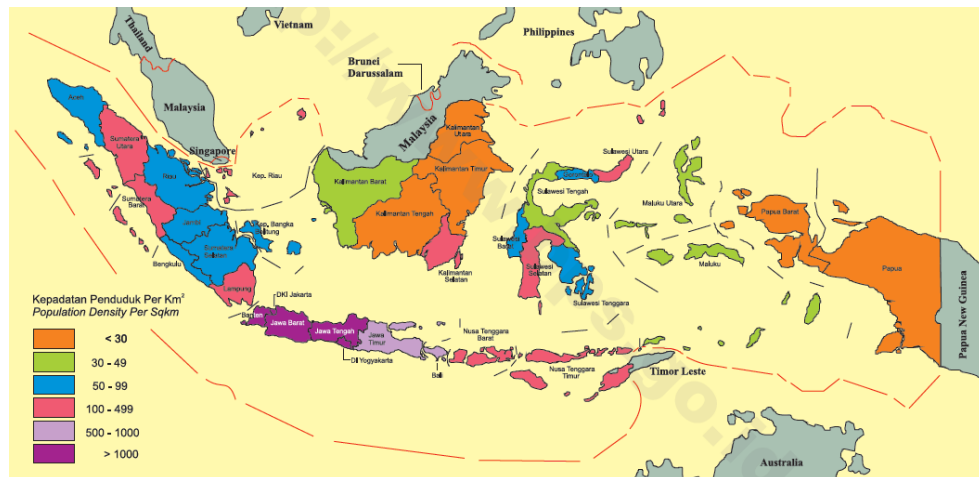 Thailand
Vietnam
Philippines
Brunei
Darussalam
Malaysia
Malaysia
Singapore
Aceh
Sumatera
Utara
Riau
Kep. Riau
Sumatera
Barat
Jambi
Kep. Bangka
Belitung
Sumatera
Selatan
Bengkulu
Lampung
Kalimantan
Utara
Kalimantan Timur
Kalimantan Barat
Kalimantan Tengah
Kalimantan
Selatan
Sulawesi Utara
Gorontalo
Sulawesi Tengah
Sulawesi
Barat
Sulawesi
Selatan
Sulawesi Tenggara
Maluku Utara
Maluku
Papua Barat
Papua
Papua New Guinea
DKI Jakarta
Banten
Jawa Barat
Jawa Tengah
DI Yogyakarta
Jawa
Timur
Bali
Nusa Tenggara
Barat
Nusa Tenggara
Timur
Timor Leste
Australia
Kepadatan Penduduk Per Km²
Population Density Per Sqkm
< 30
30 - 49
50 - 99
100 - 499
500 - 1000
> 1000